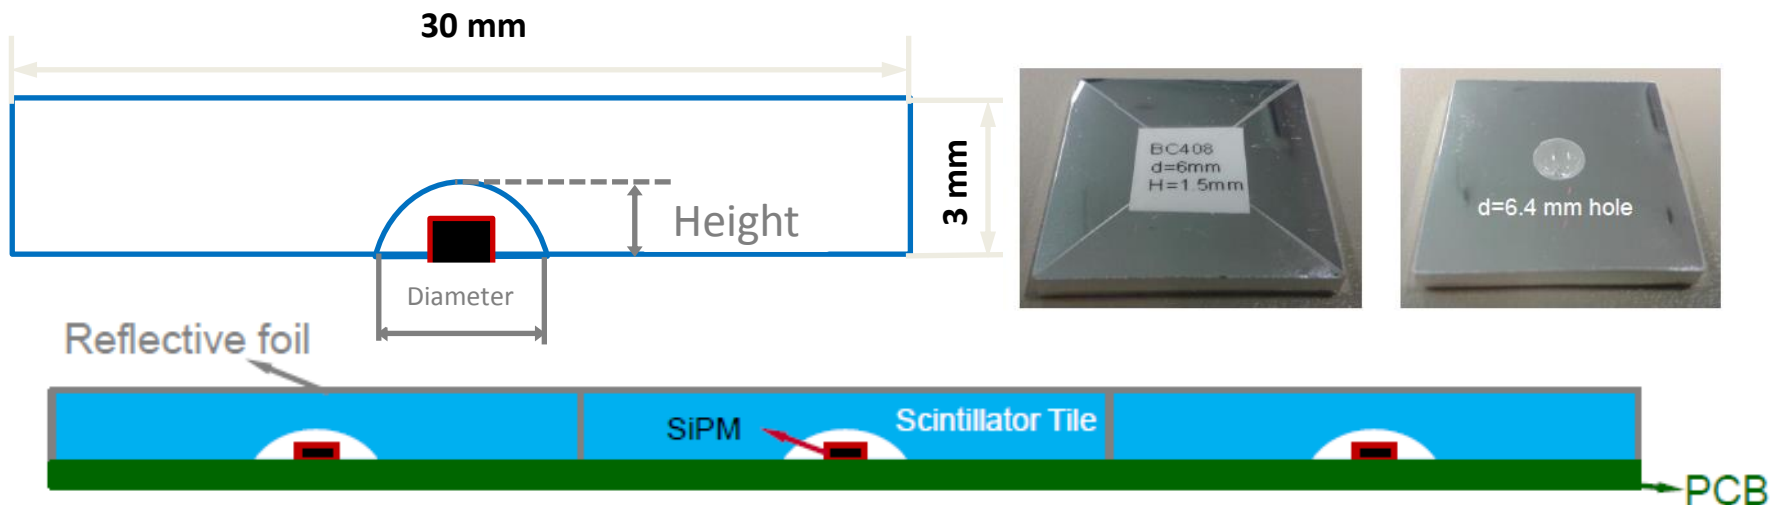 30 mm
3 mm
Height
Diameter
BC408
d=6mm
H=1.5mm
d=6.4 mm hole
Reflective foil
SiPM
Scintillator Tile
PCB